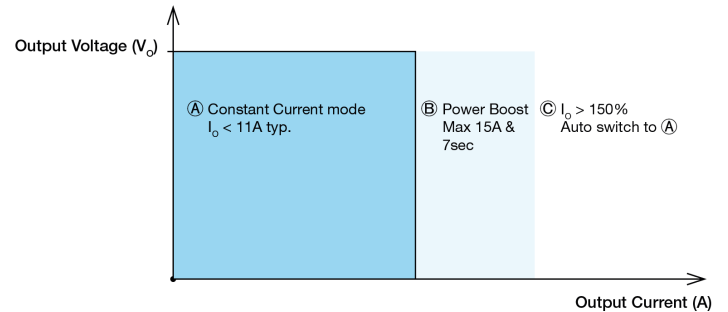 Output Voltage (Vo)
Ⓐ Constant Current mode
Io < 11A typ.
Ⓑ Power Boost
Max 15A &
7sec
Ⓒ Io > 150%
Auto switch to Ⓐ
Output Current (A)